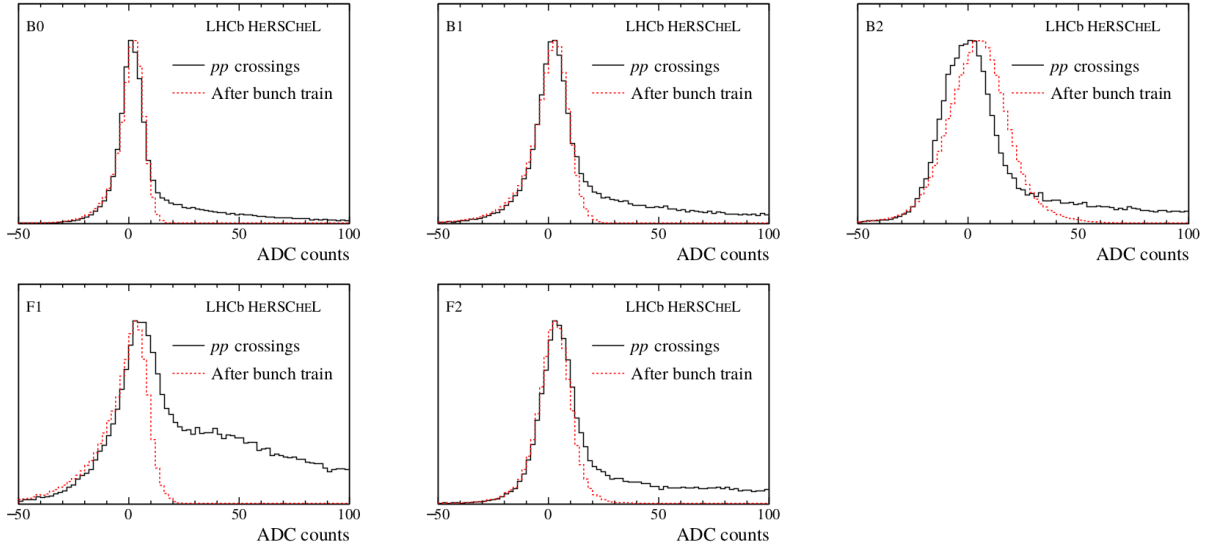 B0 LHCb HERSCHEL
pp crossings
After bunch train
−50 0 50 100
ADC counts
B1 LHCb HERSCHEL
pp crossings
After bunch train
−50 0 50 100
ADC counts
B2 LHCb HERSCHEL
pp crossings
After bunch train
−50 0 50 100
ADC counts
F1 LHCb HERSCHEL
pp crossings
After bunch train
−50 0 50 100
ADC counts
F2 LHCb HERSCHEL
pp crossings
After bunch train
−50 0 50 100
ADC counts